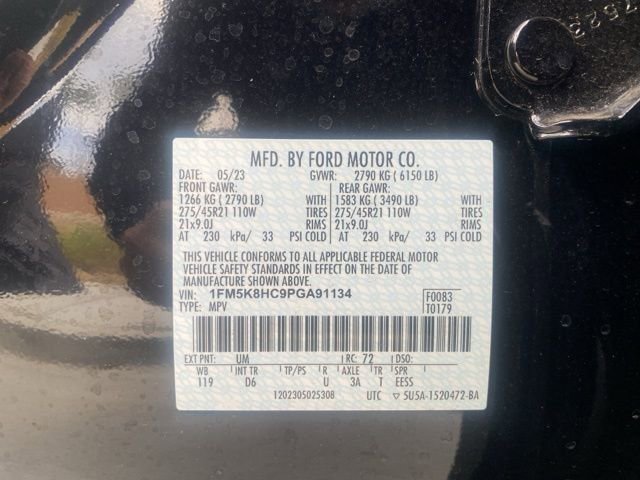 7523
MFD. BY FORD MOTOR CO.
DATE: 05/23 GVWR: 2790 KG ( 6150 LB)
FRONT GAWR: REAR GAWR:
1266 KG ( 2790 LB) WITH 1583 KG ( 3490 LB) WITH
275/45R21 110W TIRES 275/45R21 110W TIRES
21x9.0J RIMS 21x9.0J RIMS
AT 230 kPa/ 33 PSI COLD AT 230 kPa/ 33 PSI COLD
THIS VEHICLE CONFORMS TO ALL APPLICABLE FEDERAL MOTOR
VEHICLE SAFETY STANDARDS IN EFFECT ON THE DATE OF
MANUFACTURE SHOWN ABOVE.
VIN: 1FM5K8HC9PGA91134 F0083
TYPE: MPV T0179
EXT PNT: UM RC: 72 DSO:
WB INT TR TP/PS R AXLE TR SPR
119 D6 U 3A T EESS
1202305025308 UTC ▽ 5U5A-1520472-BA